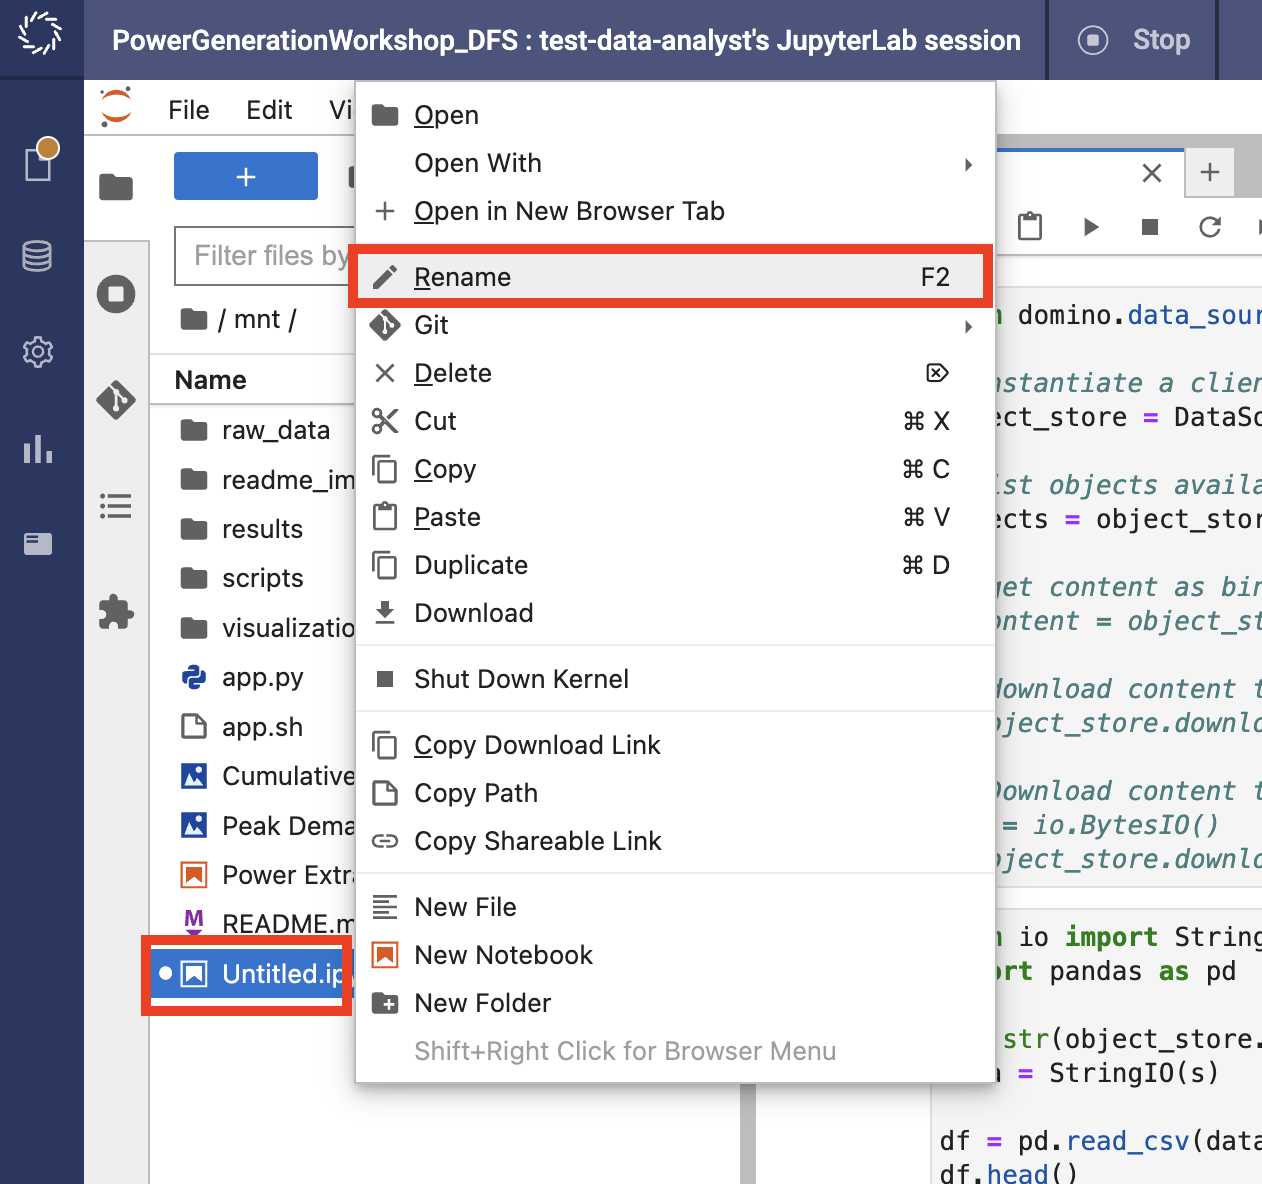 PowerGenerationWorkshop_DFS : test-data-analyst's JupyterLab session
Stop
File Edit Vi
+
Filter files by
/ mnt /
Name
raw_data
readme_im
results
scripts
visualizatio
app.py
app.sh
Cumulative
Peak Dema
Power Extra
README.m
Untitled.ip
Open
Open With
Open in New Browser Tab
Rename F2
Git
Delete
Cut ⌘ X
Copy ⌘ C
Paste ⌘ V
Duplicate ⌘ D
Download
Shut Down Kernel
Copy Download Link
Copy Path
Copy Shareable Link
New File
New Notebook
New Folder
Shift+Right Click for Browser Menu
domino.data_sour
nstantiate a clien
ect_store = DataSo
ist objects availa
ects = object_stor
get content as bin
ontent = object_st
download content t
bject_store.downlo
Download content t
= io.BytesIO()
bject_store.downlo
io import String
ort pandas as pd
str(object_store.
= StringIO(s)
df = pd.read_csv(data
df.head()